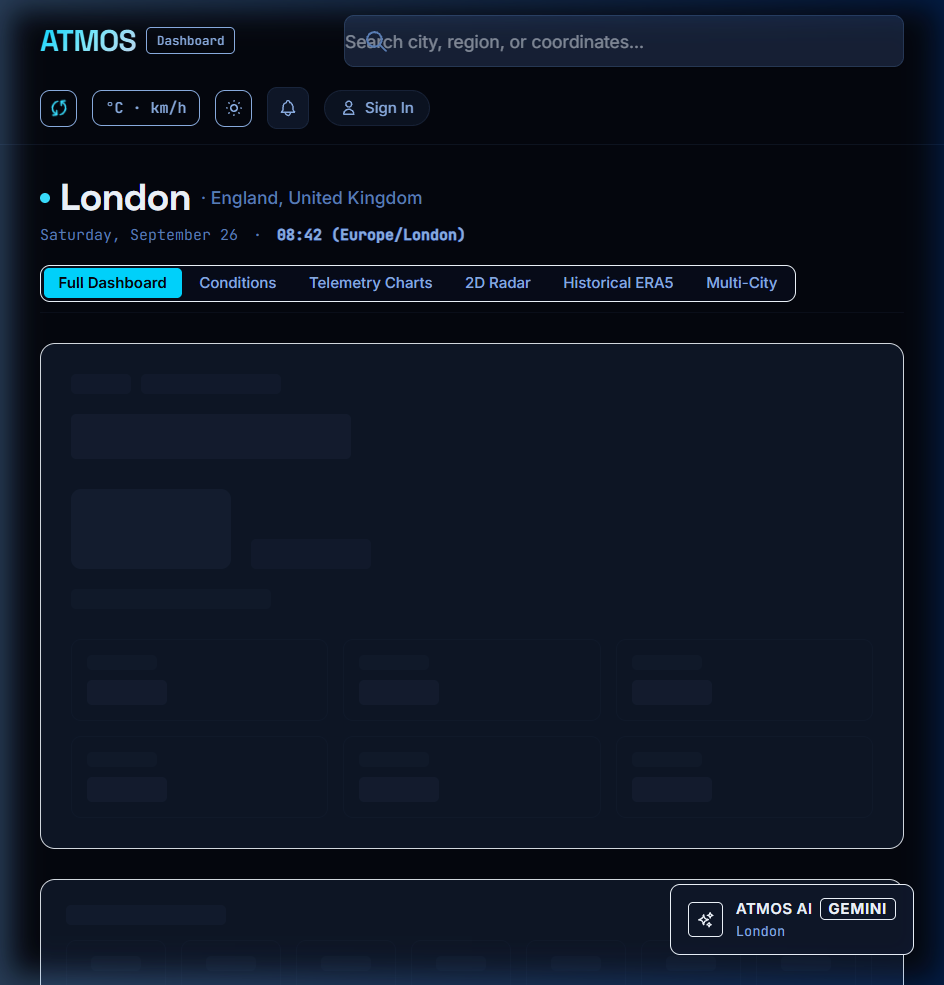 ATMOS Dashboard
Search city, region, or coordinates...
°C · km/h
Sign In
London · England, United Kingdom
Saturday, September 26 · 08:42 (Europe/London)
Full Dashboard Conditions Telemetry Charts 2D Radar Historical ERA5 Multi-City
ATMOS AI GEMINI
London